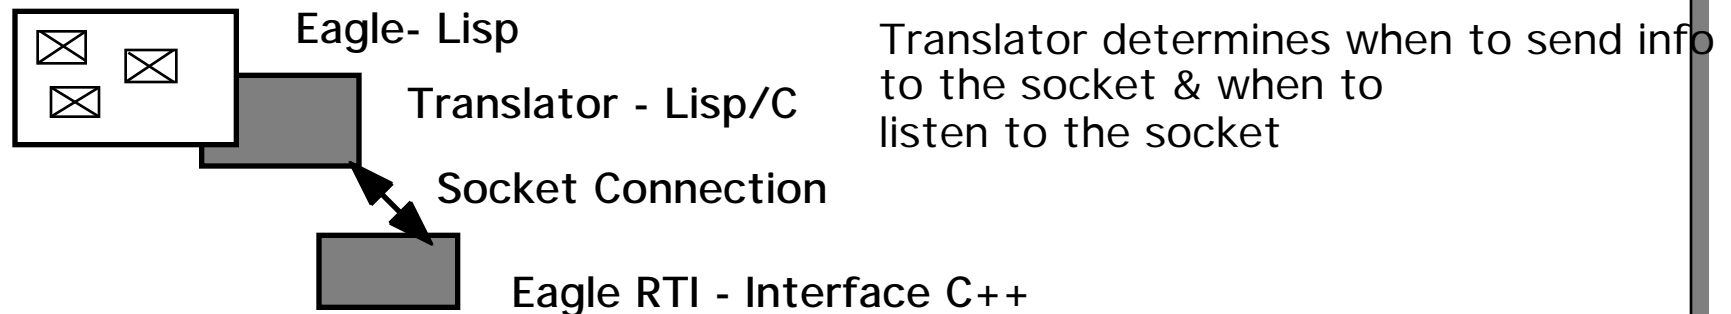 Eagle- Lisp
Translator - Lisp/C
Socket Connection
Eagle RTI - Interface C++
Translator determines when to send info
to the socket & when to
listen to the socket